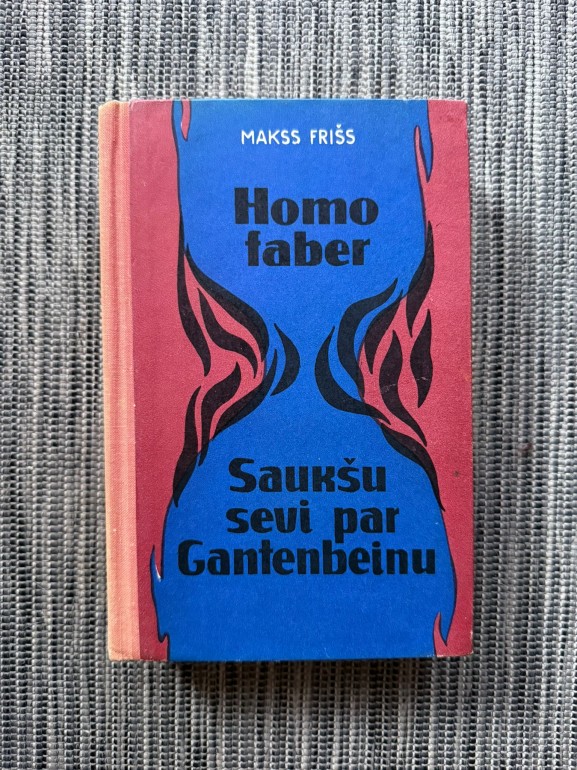 MAKSS FRIŠS
Homo
faber
Saukšu
sevi par
Gantenbeinu